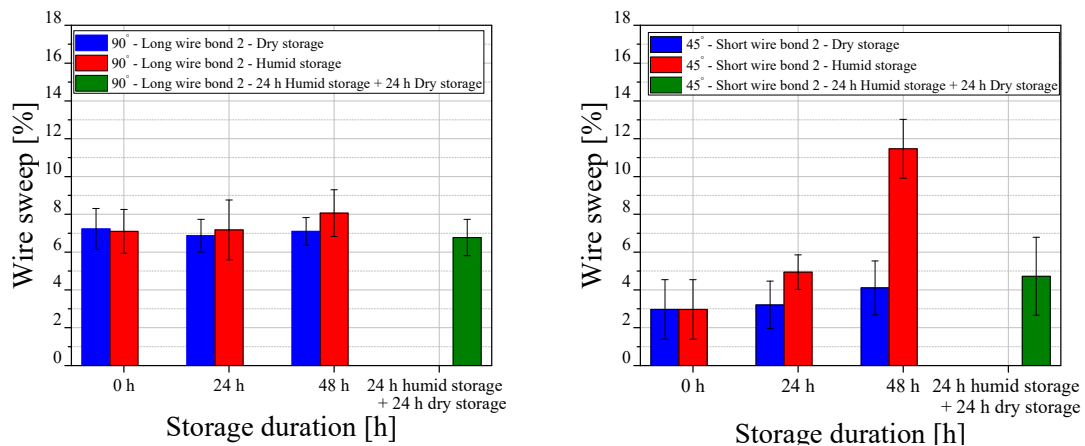 18
16
14
12
10
8
6
4
2
0
Wire sweep [%]
90° - Long wire bond 2 - Dry storage
90° - Long wire bond 2 - Humid storage
90° - Long wire bond 2 - 24 h Humid storage + 24 h Dry storage
0 h
24 h
48 h
24 h humid storage
+ 24 h dry storage
Storage duration [h]
18
16
14
12
10
8
6
4
2
0
Wire sweep [%]
45° - Short wire bond 2 - Dry storage
45° - Short wire bond 2 - Humid storage
45° - Short wire bond 2 - 24 h Humid storage + 24 h Dry storage
0 h
24 h
48 h
24 h humid storage
+ 24 h dry storage
Storage duration [h]